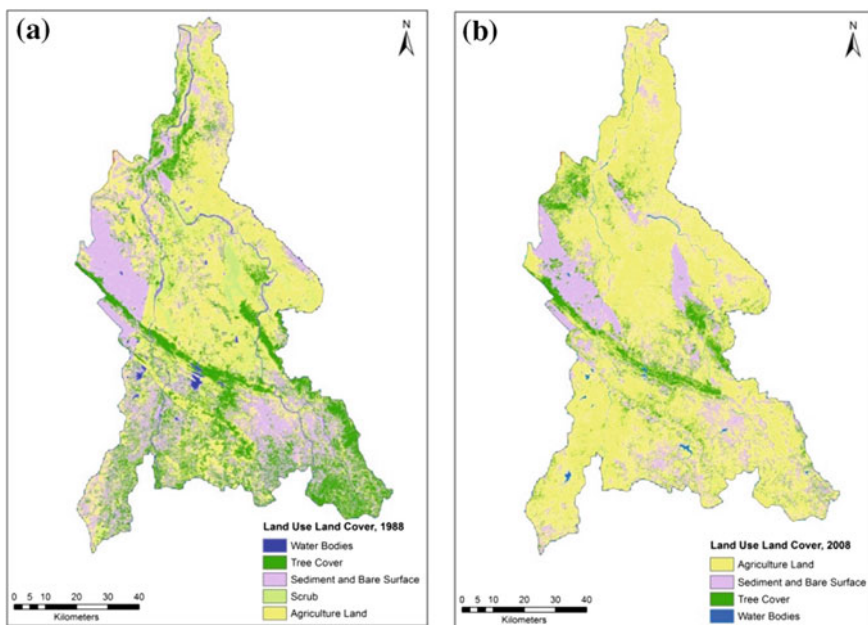 (a)
N
Land Use Land Cover, 1988
Water Bodies
Tree Cover
Sediment and Bare Surface
Scrub
Agriculture Land
0 5 10 20 30 40
Kilometers
(b)
N
Land Use Land Cover, 2008
Agriculture Land
Sediment and Bare Surface
Tree Cover
Water Bodies
0 5 10 20 30 40
Kilometers